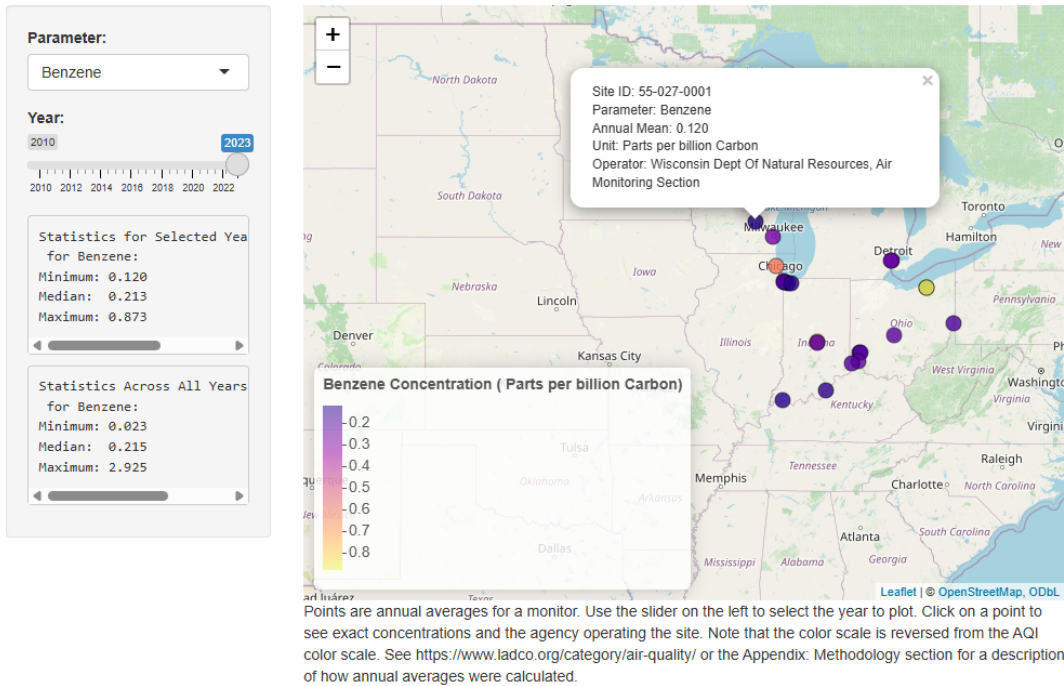 Parameter:
Benzene
Year:
2010
2023
2010 2012 2014 2016 2018 2020 2022
Statistics for Selected Yea
for Benzene:
Minimum: 0.120
Median: 0.213
Maximum: 0.873
Statistics Across All Years
for Benzene:
Minimum: 0.023
Median: 0.215
Maximum: 2.925
+
−
Site ID: 55-027-0001
Parameter: Benzene
Annual Mean: 0.120
Unit: Parts per billion Carbon
Operator: Wisconsin Dept Of Natural Resources, Air
Monitoring Section
×
North Dakota
South Dakota
Nebraska
Lincoln
Iowa
Denver
Colorado
Kansas City
Lake Michigan
Milwaukee
Chicago
Detroit
Toronto
Hamilton
New
Illinois
Indiana
Ohio
Pennsylvania
West Virginia
Washingto
Virginia
Virgini
Kentucky
Tennessee
Memphis
Raleigh
Charlotte
North Carolina
South Carolina
Atlanta
Mississippi
Alabama
Georgia
Benzene Concentration ( Parts per billion Carbon)
0.2
0.3
0.4
0.5
0.6
0.7
0.8
Tulsa
Oklahoma
Arkansas
Dallas
Texas
ad Juárez
Leaflet | © OpenStreetMap, ODbL
Points are annual averages for a monitor. Use the slider on the left to select the year to plot. Click on a point to
see exact concentrations and the agency operating the site. Note that the color scale is reversed from the AQI
color scale. See https://www.ladco.org/category/air-quality/ or the Appendix: Methodology section for a description
of how annual averages were calculated.